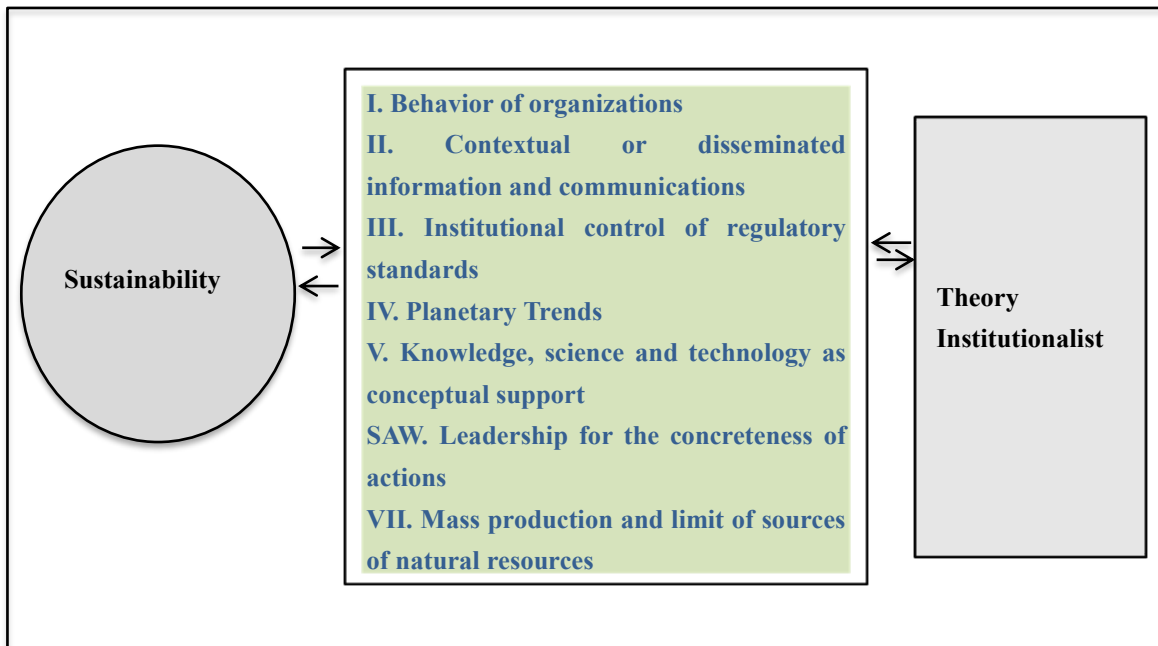 Sustainability
I. Behavior of organizations
II. Contextual or disseminated
information and communications
III. Institutional control of regulatory
standards
IV. Planetary Trends
V. Knowledge, science and technology as
conceptual support
SAW. Leadership for the concreteness of
actions
VII. Mass production and limit of sources
of natural resources
Theory
Institutionalist